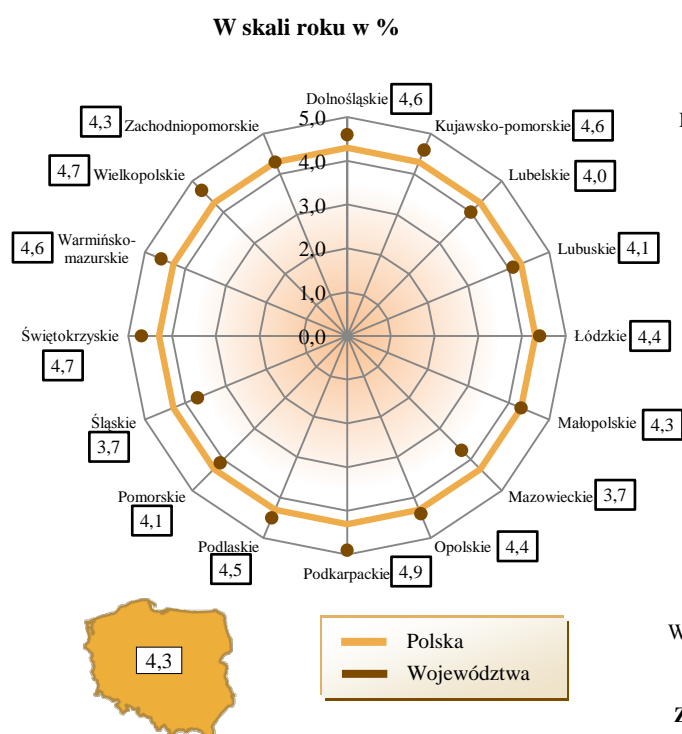 W skali roku w %
Dolnośląskie 4,6
4,3 Zachodniopomorskie
Kujawsko-pomorskie 4,6
4,7 Wielkopolskie
Lubelskie 4,0
4,6 Warmińsko-
mazurskie
Lubuskie 4,1
5,0
4,0
3,0
2,0
1,0
0,0
Świętokrzyskie
4,7
Łódzkie 4,4
Śląskie
3,7
Małopolskie 4,3
Pomorskie
4,1
Mazowieckie 3,7
Podlaskie
4,5
Opolskie 4,4
Podkarpackie 4,9
4,3
Polska
Województwa
W
Z